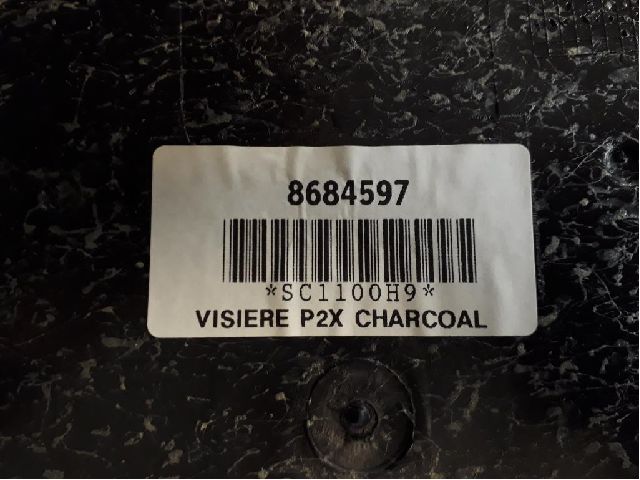 8684597
*SC1100H9*
VISIERE P2X CHARCOAL